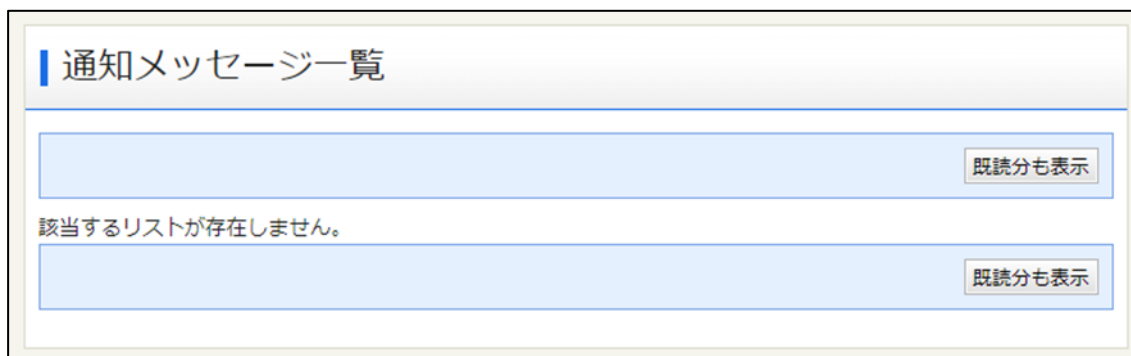 通知メッセージ一覧
既読分も表示
該当するリストが存在しません。
既読分も表示